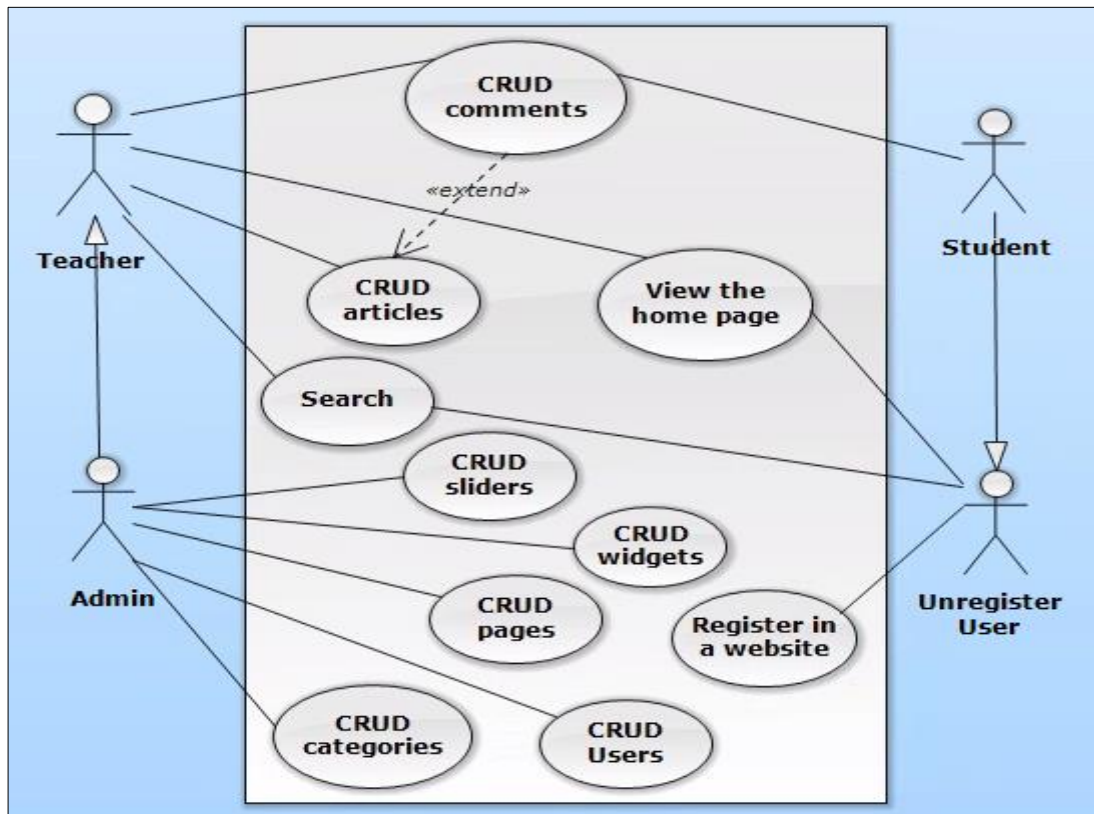 CRUD
comments
«extend»
Teacher
Student
CRUD
articles
View the
home page
Search
CRUD
sliders
CRUD
widgets
Admin
CRUD
pages
Register in
a website
Unregister
User
CRUD
categories
CRUD
Users